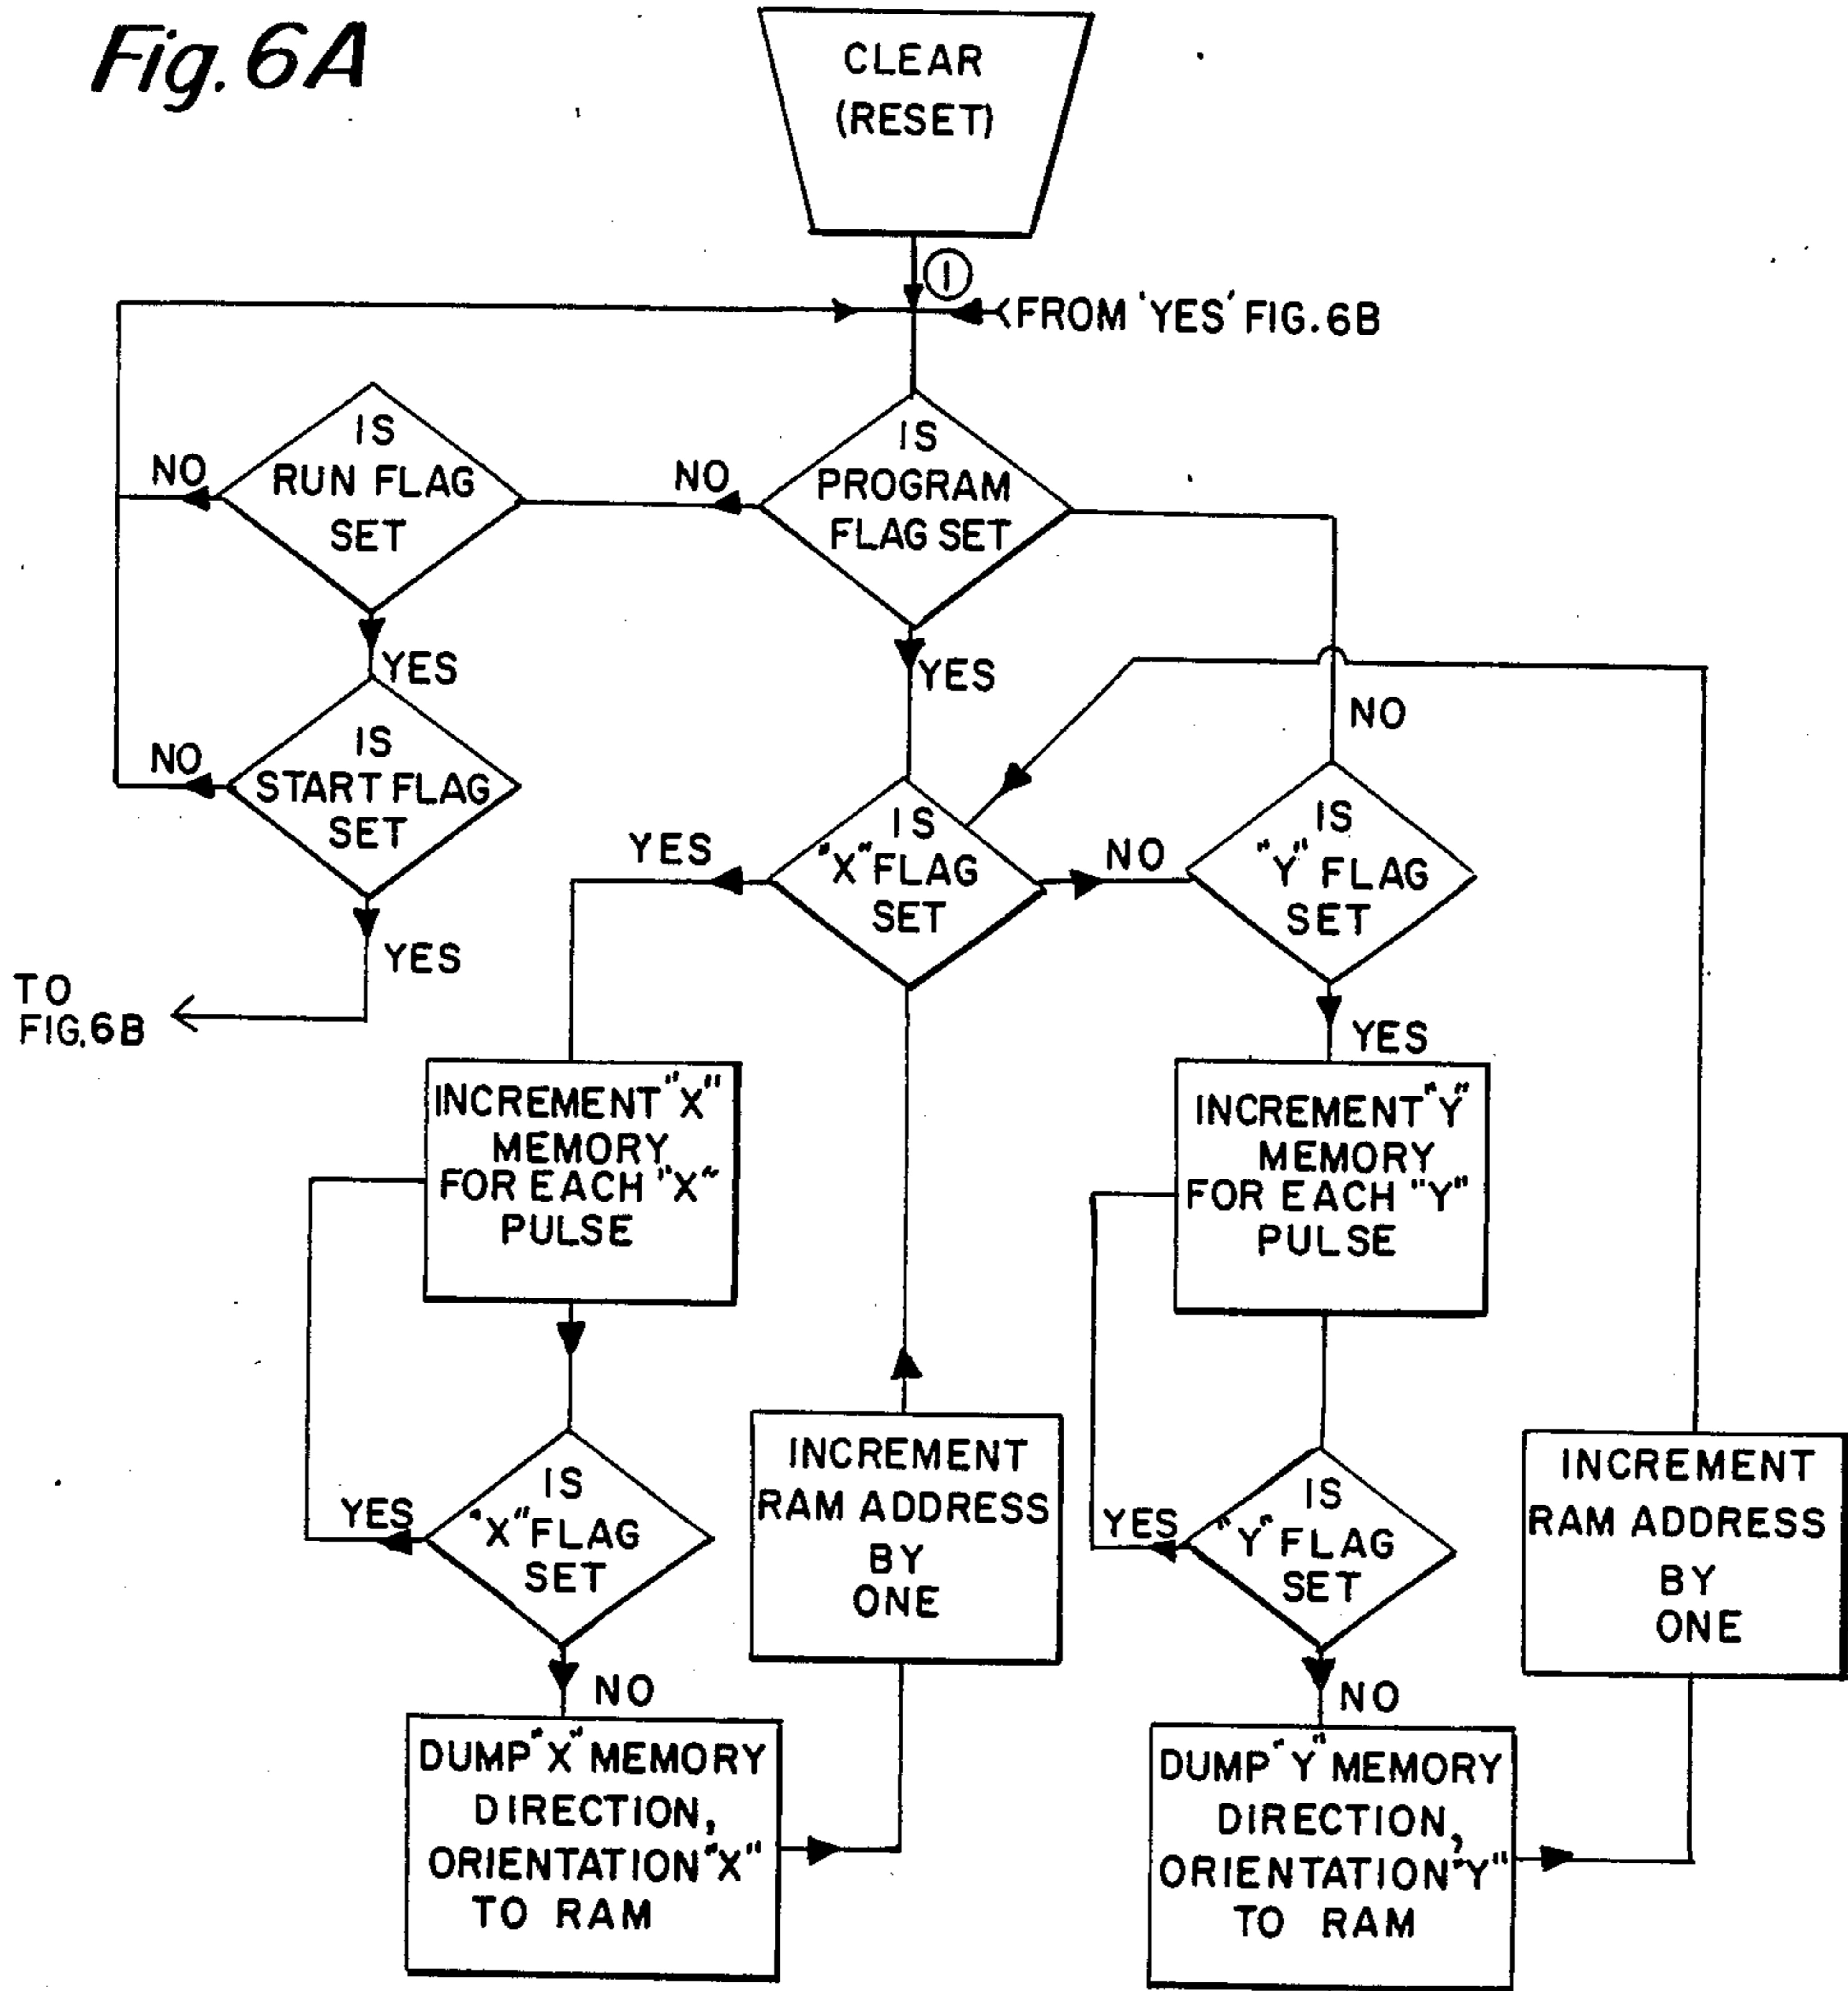 Fig. 6A
CLEAR
(RESET)
1
FROM 'YES' FIG. 6B
IS
RUN FLAG
SET
NO
NO
IS
PROGRAM
FLAG SET
YES
YES
NO
IS
START FLAG
SET
NO
YES
TO
FIG. 6B
IS
"X" FLAG
SET
YES
NO
IS
"Y" FLAG
SET
YES
INCREMENT "X"
MEMORY
FOR EACH "X"
PULSE
INCREMENT "Y"
MEMORY
FOR EACH "Y"
PULSE
IS
"X" FLAG
SET
YES
NO
INCREMENT
RAM ADDRESS
BY
ONE
IS
"Y" FLAG
SET
YES
NO
INCREMENT
RAM ADDRESS
BY
ONE
DUMP "X" MEMORY
DIRECTION,
ORIENTATION "X"
TO RAM
DUMP "Y" MEMORY
DIRECTION,
ORIENTATION "Y"
TO RAM